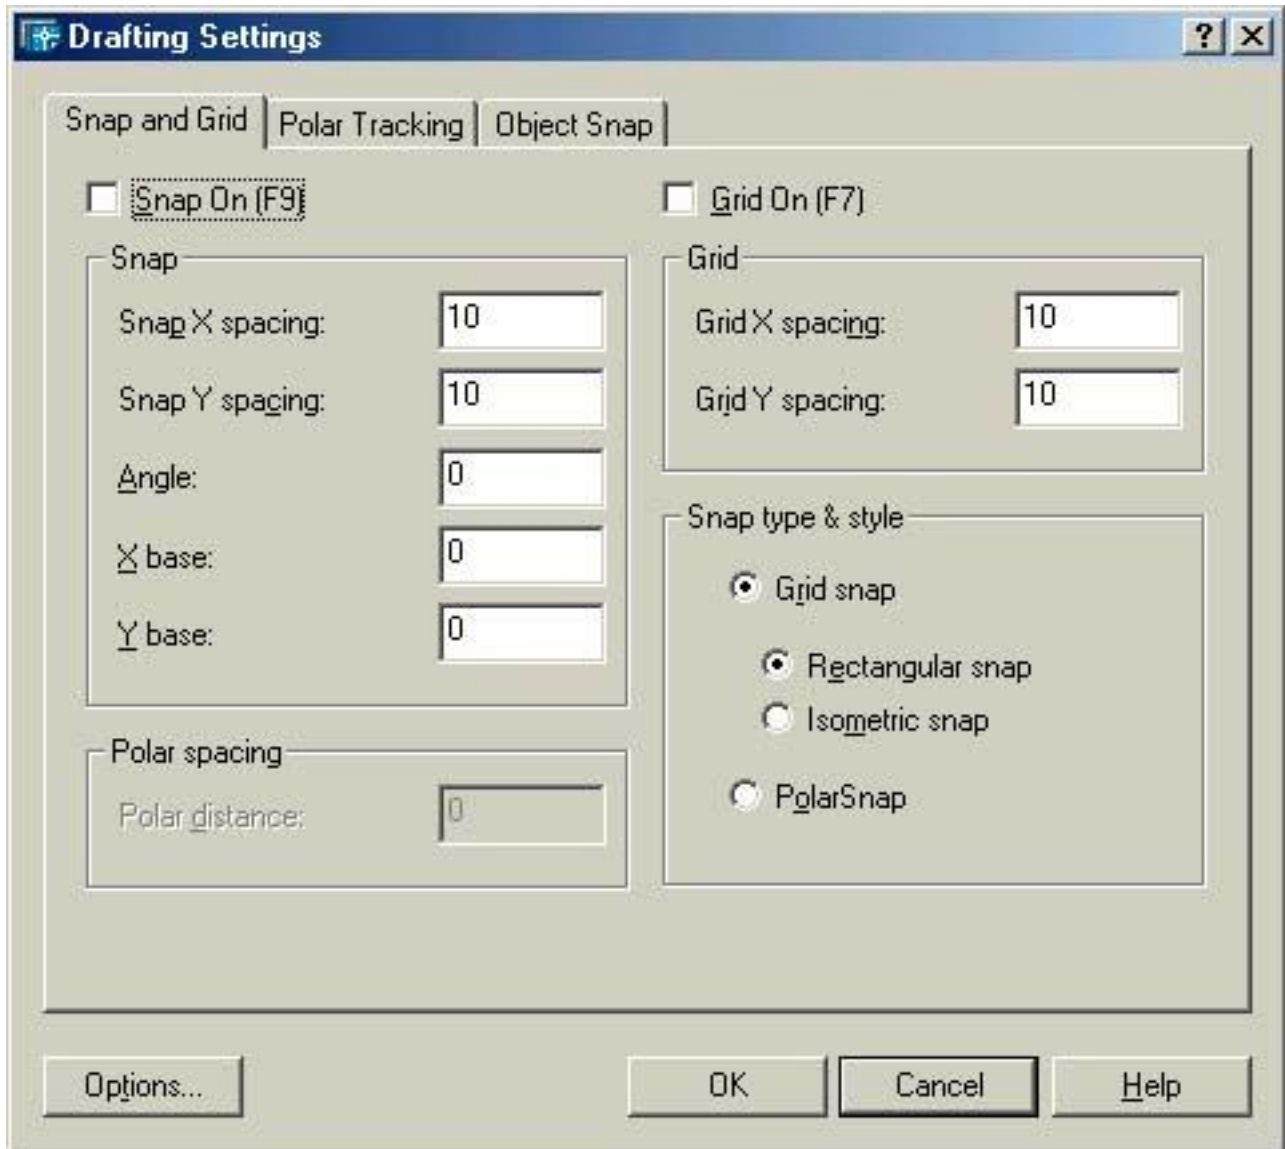 Drafting Settings
Snap and Grid
Polar Tracking
Object Snap
Snap On (F9)
Grid On (F7)
Snap
Snap X spacing: 10
Snap Y spacing: 10
Angle: 0
X base: 0
Y base: 0
Grid
Grid X spacing: 10
Grid Y spacing: 10
Snap type & style
Grid snap
Rectangular snap
Isometric snap
PolarSnap
Polar spacing
Polar distance: 0
Options...
OK
Cancel
Help